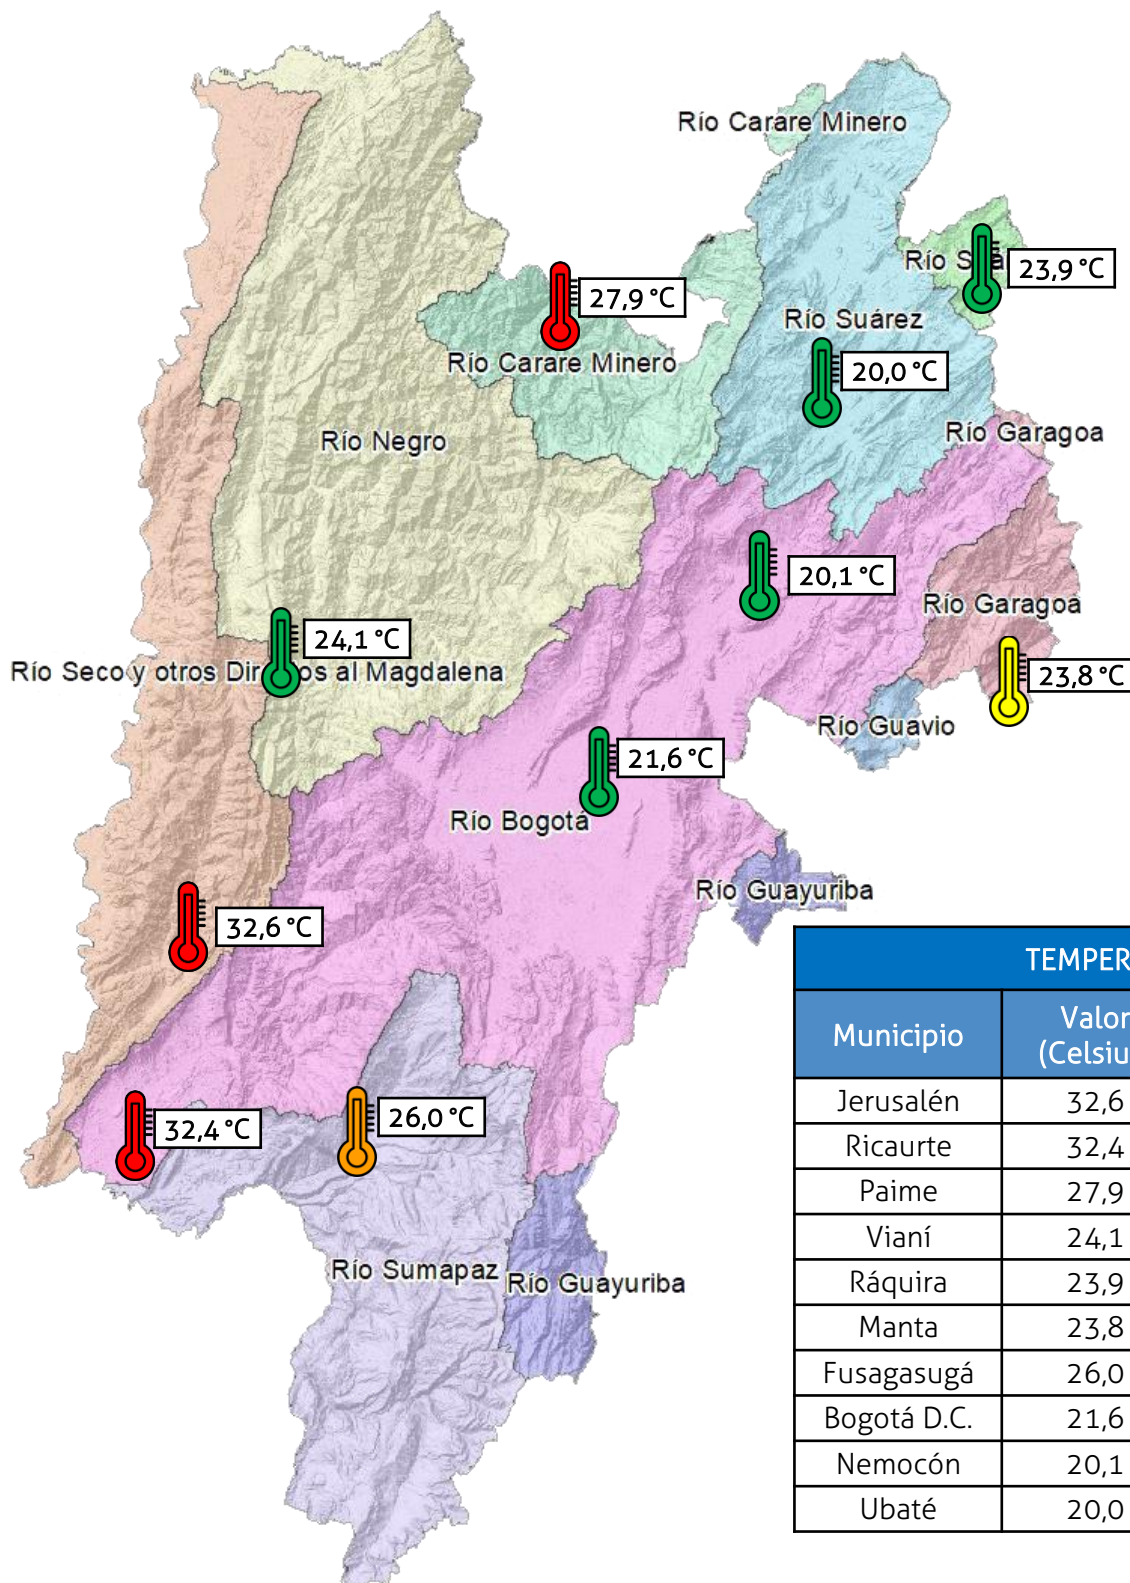 Río Carare Minero
Río
23,9 °C
27,9 °C
Río Suárez
Río Carare Minero
20,0 °C
Río Negro
Río Garagoa
20,1 °C
Río Garagoa
24,1 °C
Río Seco y otros al Magdalena
23,8 °C
Río Guavio
21,6 °C
Río Bogotá
Río Guayuriba
32,6 °C
32,4 °C
26,0 °C
Río Sumapaz
Río Guayuriba
TEMPER
Municipio
Valor
(Celsiu
Jerusalén 32,6
Ricaurte 32,4
Paime 27,9
Vianí 24,1
Ráquira 23,9
Manta 23,8
Fusagasugá 26,0
Bogotá D.C. 21,6
Nemocón 20,1
Ubaté 20,0